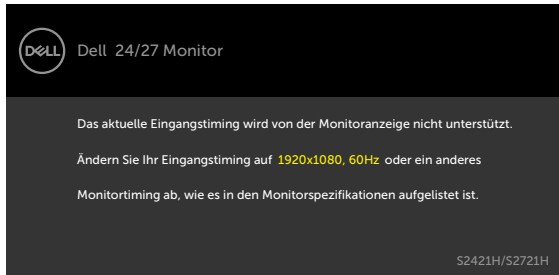 DELL
Dell 24/27 Monitor
Das aktuelle Eingangstiming wird von der Monitoranzeige nicht unterstützt.
Ändern Sie Ihr Eingangstiming auf 1920x1080, 60Hz oder ein anderes
Monitortiming ab, wie es in den Monitorspezifikationen aufgelistet ist.
S2421H/S2721H